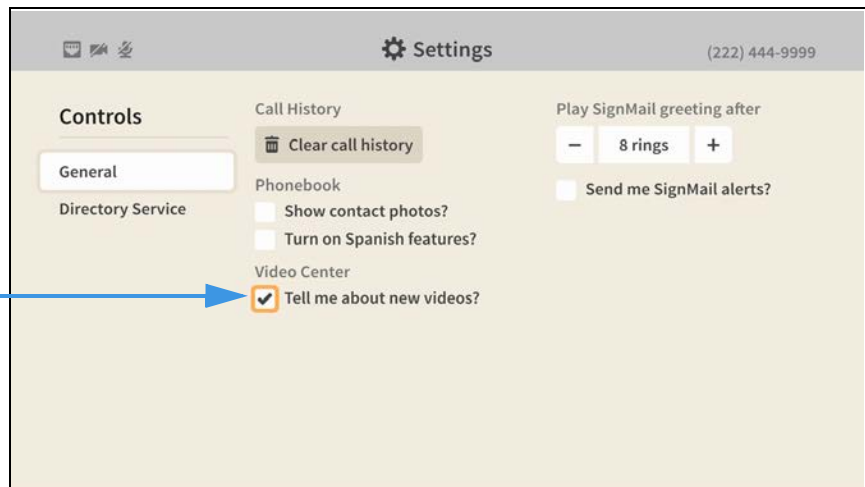 Settings
(222) 444-9999
Controls
General
Directory Service
Call History
Clear call history
Phonebook
Show contact photos?
Turn on Spanish features?
Video Center
Tell me about new videos?
Play SignMail greeting after
− 8 rings +
Send me SignMail alerts?